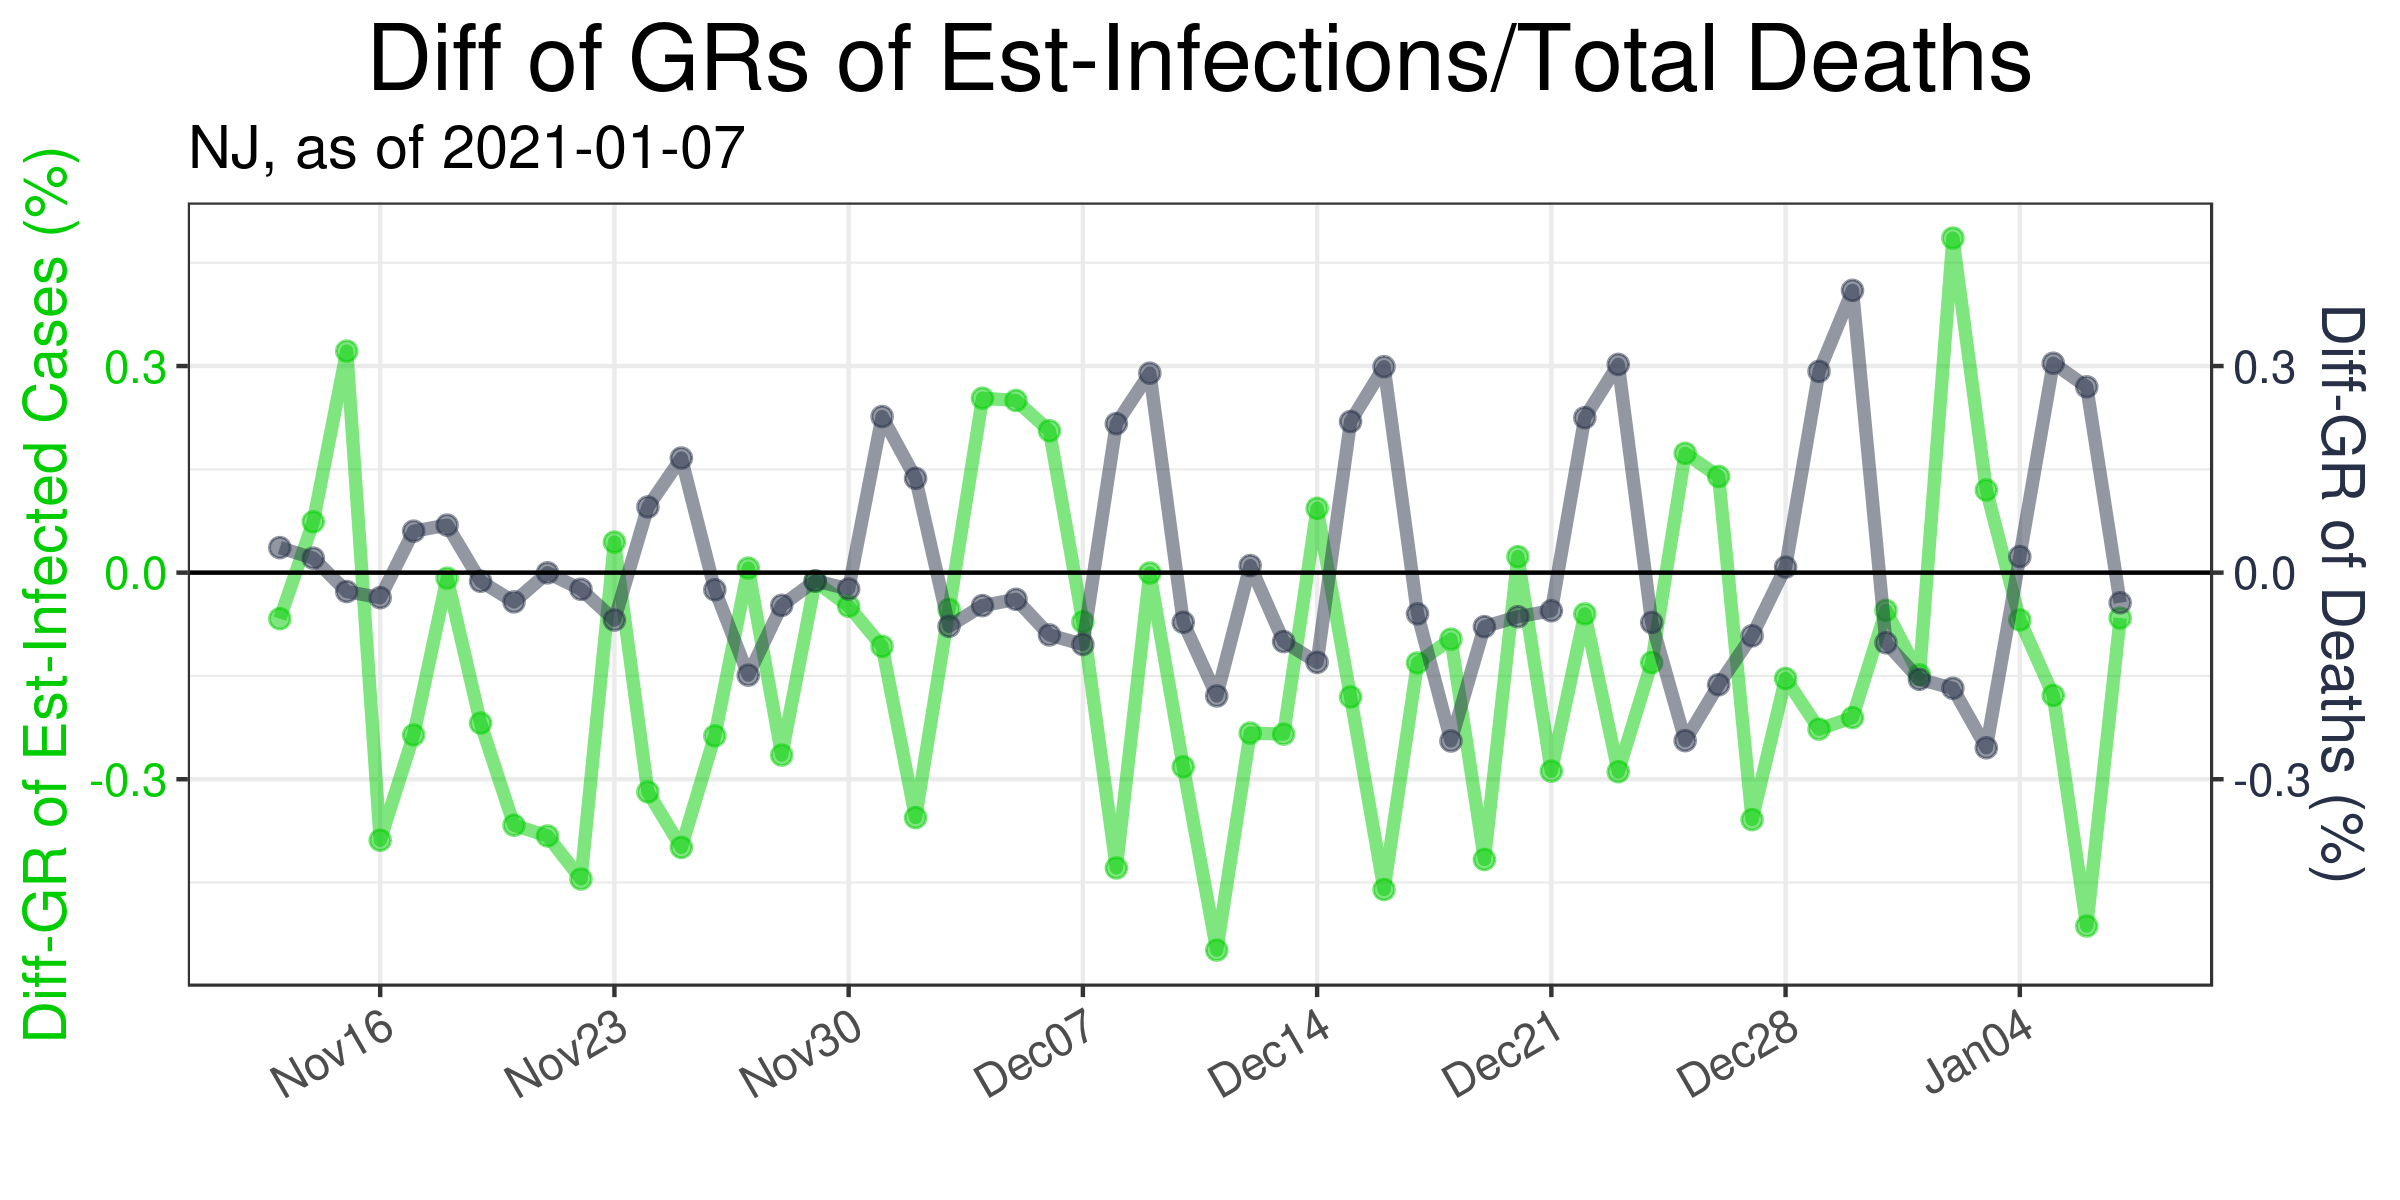 Diff of GRs of Est-Infections/Total Deaths
NJ, as of 2021-01-07
Diff-GR of Est-Infected Cases (%)
0.3
0.0
-0.3
0.3
0.0
-0.3
Diff-GR of Deaths (%)
Nov16
Nov23
Nov30
Dec07
Dec14
Dec21
Dec28
Jan04